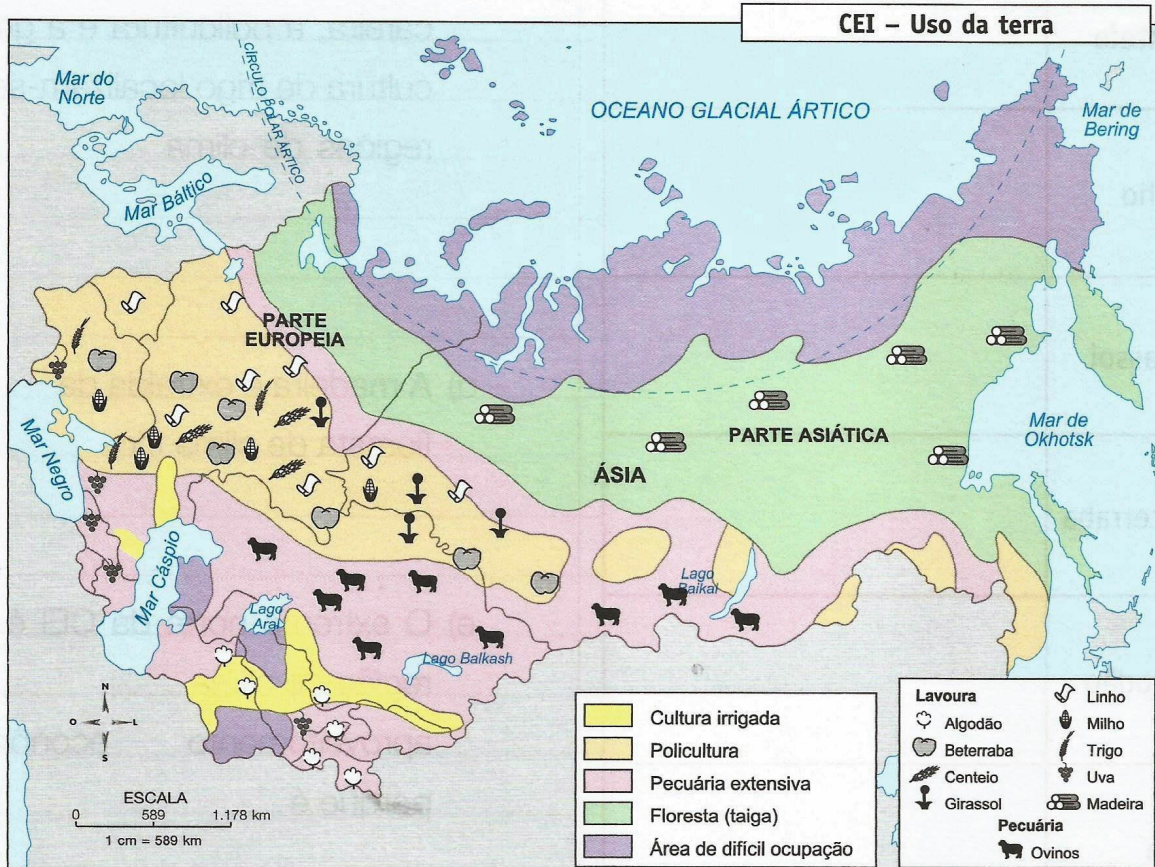 CEI – Uso da terra
Mar do
Norte
CÍRCULO POLAR ÁRTICO
OCEANO GLACIAL ÁRTICO
Mar de
Bering
Mar Báltico
PARTE
EUROPEIA
PARTE ASIÁTICA
ÁSIA
Mar de
Okhotsk
Mar Negro
Mar Cáspio
Lago
Aral
Lago Balkash
Lago
Baikal
N
O
L
S
ESCALA
0 589 1.178 km
1 cm = 589 km
Cultura irrigada
Policultura
Pecuária extensiva
Floresta (taiga)
Área de difícil ocupação
Lavoura
Algodão
Beterraba
Centeio
Girassol
Linho
Milho
Trigo
Uva
Madeira
Pecuária
Ovinos